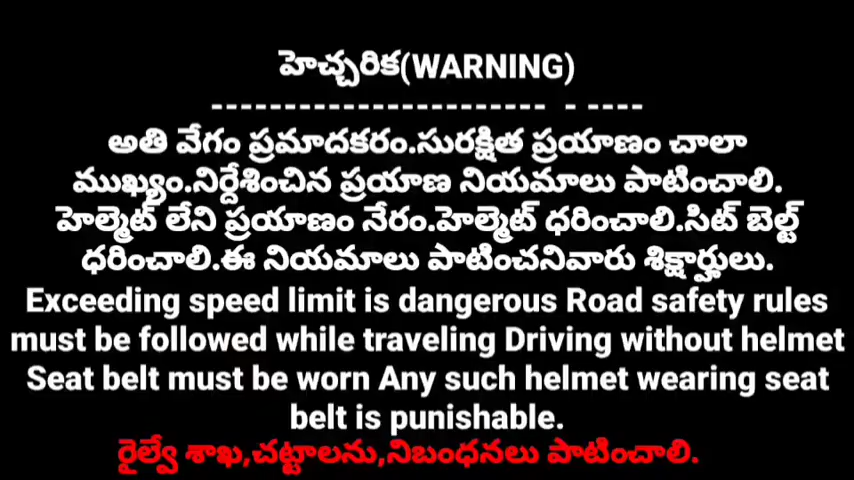 హెచ్చరిక(WARNING)
----------------------- - ----
అతి వేగం ప్రమాదకరం.సురక్షిత ప్రయాణం చాలా
ముఖ్యం.నిర్దేశించిన ప్రయాణ నియమాలు పాటించాలి.
హెల్మెట్ లేని ప్రయాణం నేరం.హెల్మెట్ ధరించాలి.సిట్ బెల్ట్
ధరించాలి.ఈ నియమాలు పాటించనివారు శిక్షార్హులు.
Exceeding speed limit is dangerous Road safety rules
must be followed while traveling Driving without helmet
Seat belt must be worn Any such helmet wearing seat
belt is punishable.
రైల్వే శాఖ,చట్టాలను,నిబంధనలు పాటించాలి.